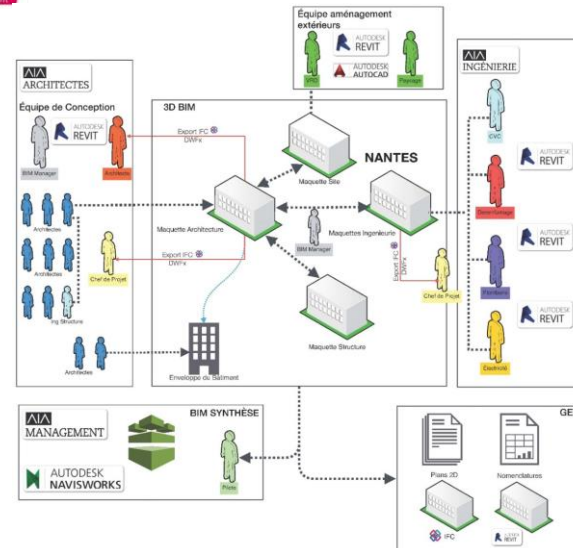 Équipe aménagement
extérieurs
AUTODESK
REVIT
AUTODESK
AUTOCAD
VRD
Paysage
AIA
ARCHITECTES
Équipe de Conception
AUTODESK
REVIT
BIM Manager
Architecte
Architectes
Architectes
Ing Structure
Architectes
Chef de Projet
3D BIM
NANTES
Export IFC
DWFx
Maquette Site
Maquette Architecture
BIM Manager
Maquettes Ingénierie
Export IFC
DWFx
Export IFC
DWFx
Chef de Projet
Maquette Structure
Enveloppe du Bâtiment
AIA
INGÉNIERIE
AUTODESK
REVIT
CVC
AUTODESK
REVIT
Plomberie
AUTODESK
REVIT
Électricité
AUTODESK
REVIT
BIM SYNTHÈSE
AIA
MANAGEMENT
AUTODESK
NAVISWORKS
Pilote
GE
Plans 3D
Nomenclatures
IFC
REVIT